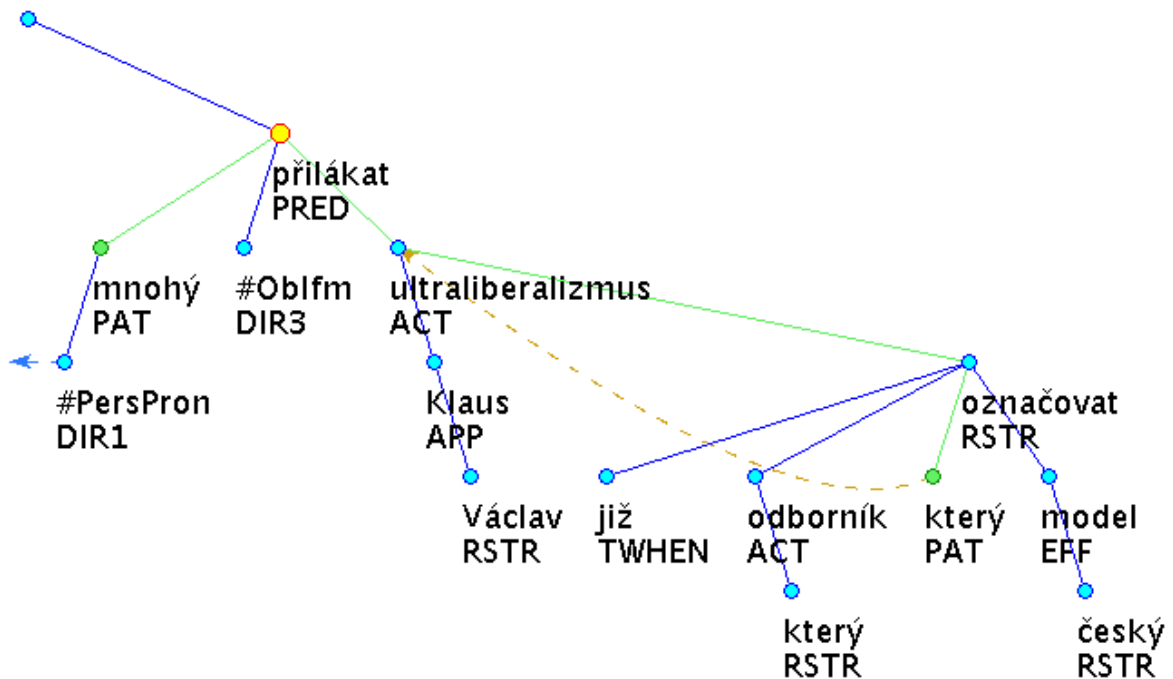 přilákat
PRED
mnohý
PAT
#Oblfm
DIR3
ultraliberalizmus
ACT
#PersPron
DIR1
Klaus
APP
označovat
RSTR
Václav
RSTR
již
TWHEN
odborník
ACT
který
PAT
model
EFF
který
RSTR
český
RSTR